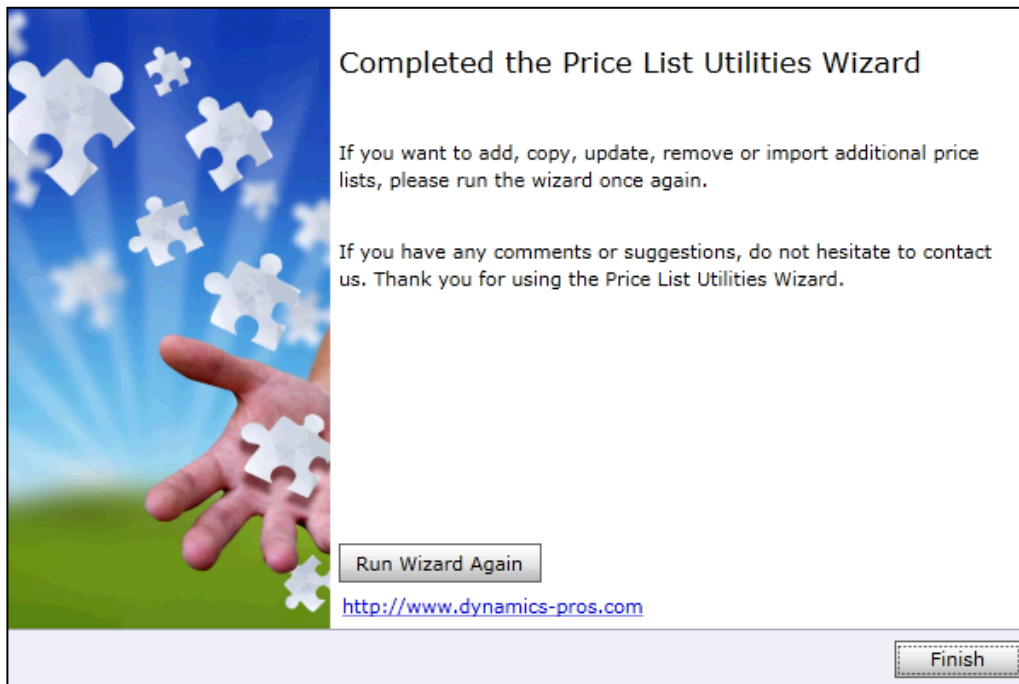 Completed the Price List Utilities Wizard
If you want to add, copy, update, remove or import additional price
lists, please run the wizard once again.
If you have any comments or suggestions, do not hesitate to contact
us. Thank you for using the Price List Utilities Wizard.
Run Wizard Again
http://www.dynamics-pros.com
Finish